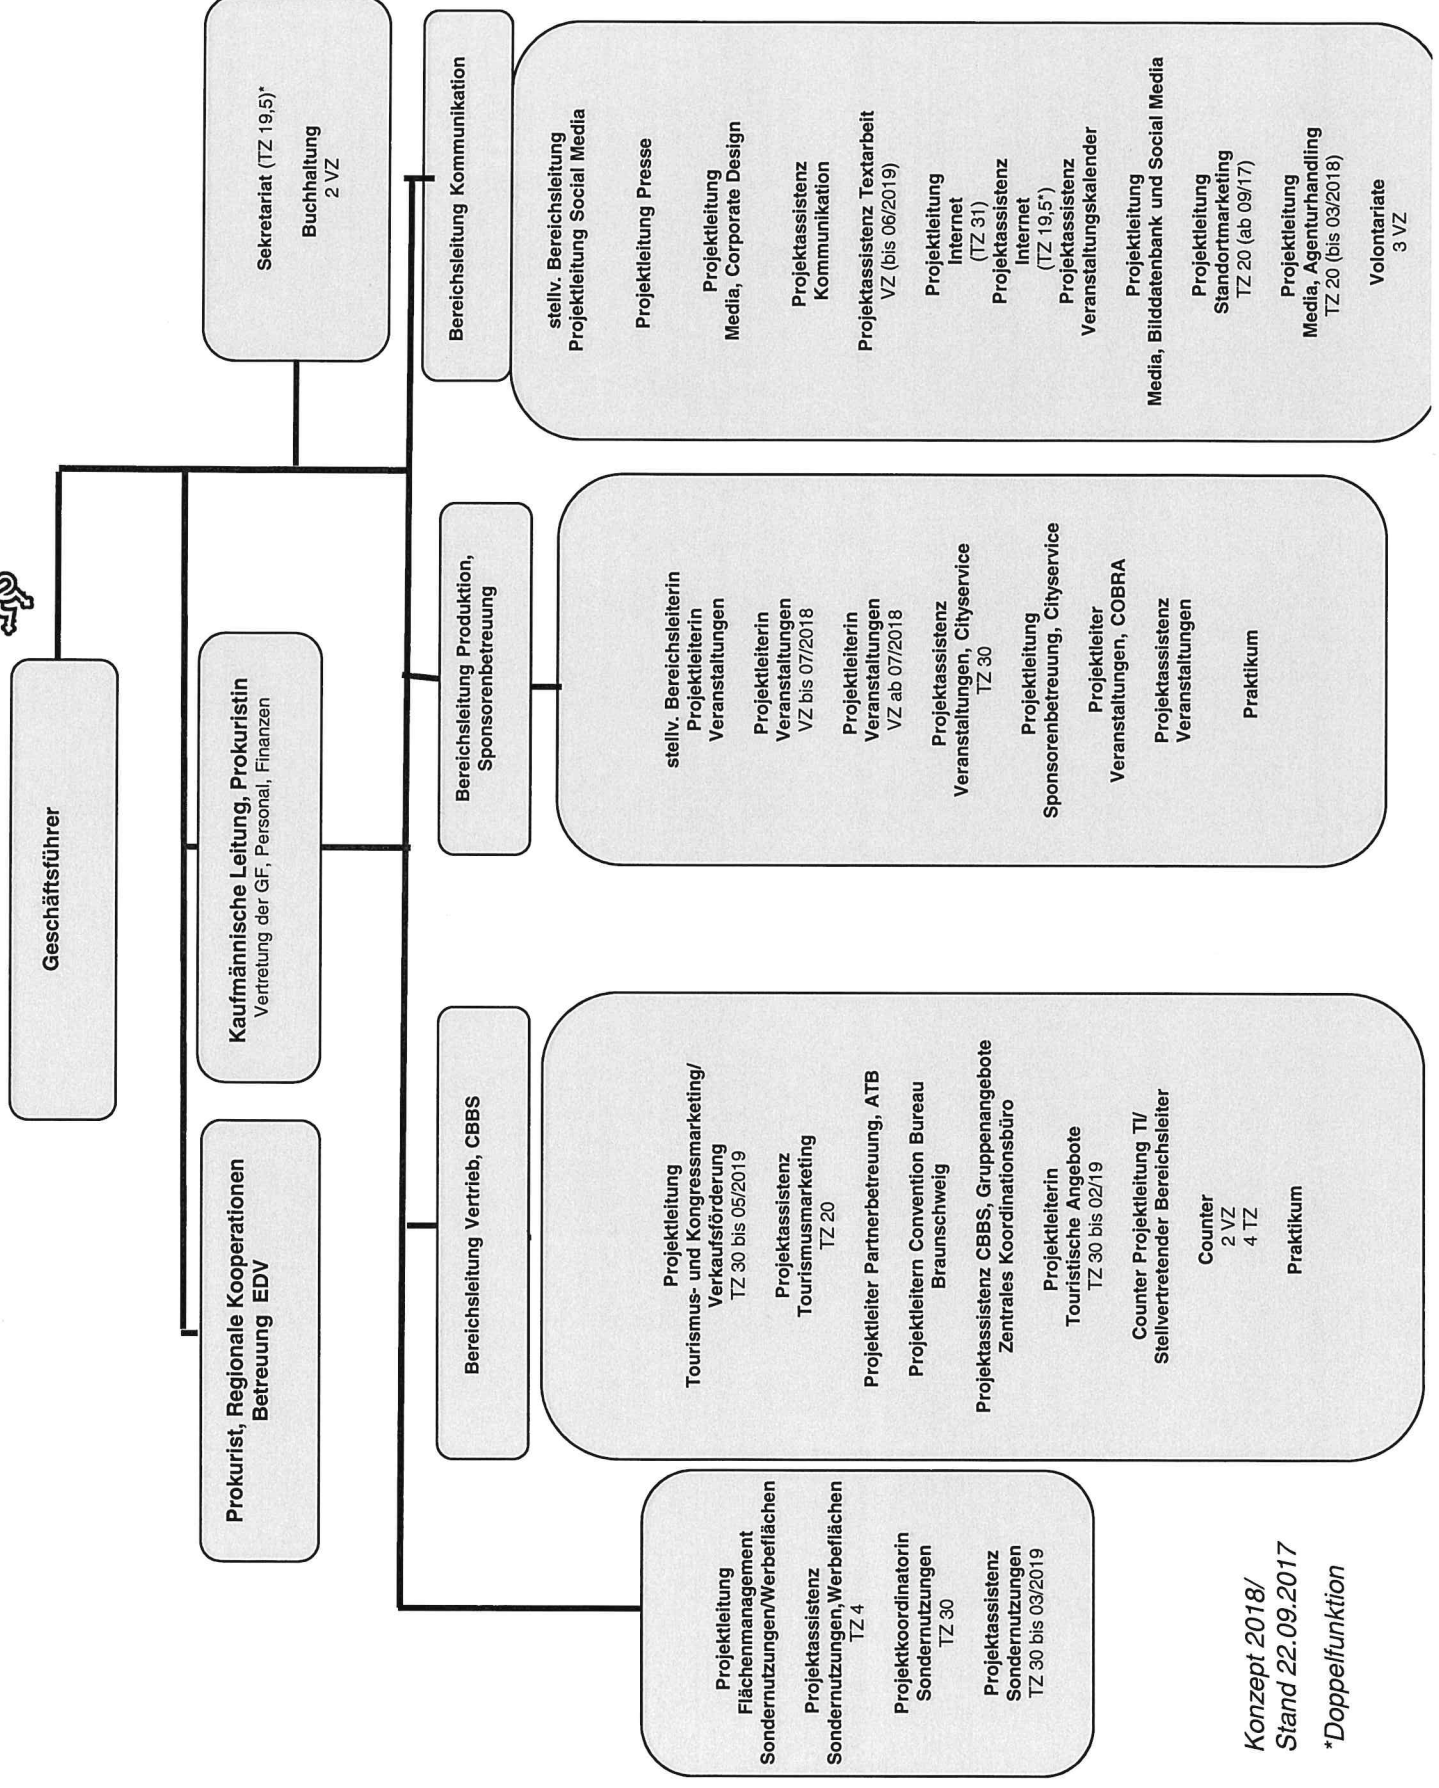 Geschäftsführer
Prokurist, Regionale Kooperationen
Betreuung EDV
Kaufmännische Leitung, Prokuristin
Vertretung der GF, Personal, Finanzen
Sekretariat (TZ 19,5)*
Buchhaltung
2 VZ
Bereichsleitung Vertrieb, CBBS
Bereichsleitung Produktion,
Sponsorenbetreuung
Bereichsleitung Kommunikation
Projektleitung
Flächenmanagement
Sondernutzungen/Werbeflächen
Projektassistenz
Sondernutzungen,Werbeflächen
TZ 4
Projektkoordinatorin
Sondernutzungen
TZ 30
Projektassistenz
Sondernutzungen
TZ 30 bis 03/2019
Projektleitung
Tourismus- und Kongressmarketing/
Verkaufsförderung
TZ 30 bis 05/2019
Projektassistenz
Tourismusmarketing
TZ 20
Projektleiter Partnerbetreuung, ATB
Projektleitern Convention Bureau
Braunschweig
Projektassistenz CBBS, Gruppenangebote
Zentrales Koordinationsbüro
Projektleiterin
Touristische Angebote
TZ 30 bis 02/19
Counter Projektleitung TI/
Stellvertretender Bereichsleiter
Counter
2 VZ
4 TZ
Praktikum
stellv. Bereichsleiterin
Projektleiterin
Veranstaltungen
Projektleiterin
Veranstaltungen
VZ bis 07/2018
Projektleiterin
Veranstaltungen
VZ ab 07/2018
Projektassistenz
Veranstaltungen, Cityservice
TZ 30
Projektleitung
Sponsorenbetreuung, Cityservice
Projektleiter
Veranstaltungen, COBRA
Projektassistenz
Veranstaltungen
Praktikum
stellv. Bereichsleitung
Projektleitung Social Media
Projektleitung Presse
Projektleitung
Media, Corporate Design
Projektassistenz
Kommunikation
Projektassistenz Textarbeit
VZ (bis 06/2019)
Projektleitung
Internet
(TZ 31)
Projektassistenz
Internet
(TZ 19,5*)
Projektassistenz
Veranstaltungskalender
Projektleitung
Media, Bilddatenbank und Social Media
Projektleitung
Standortmarketing
TZ 20 (ab 09/17)
Projektleitung
Media, Agenturhandling
TZ 20 (bis 03/2018)
Volontariate
3 VZ
Konzept 2018/
Stand 22.09.2017
*Doppelfunktion